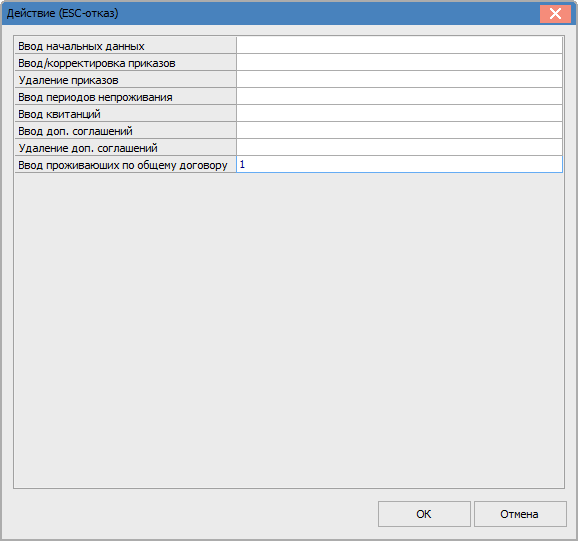 Действие (ESC-отказ)
Ввод начальных данных
Ввод/корректировка приказов
Удаление приказов
Ввод периодов непроживания
Ввод квитанций
Ввод доп. соглашений
Удаление доп. соглашений
Ввод проживаюших по общему договору 1
ОК Отмена